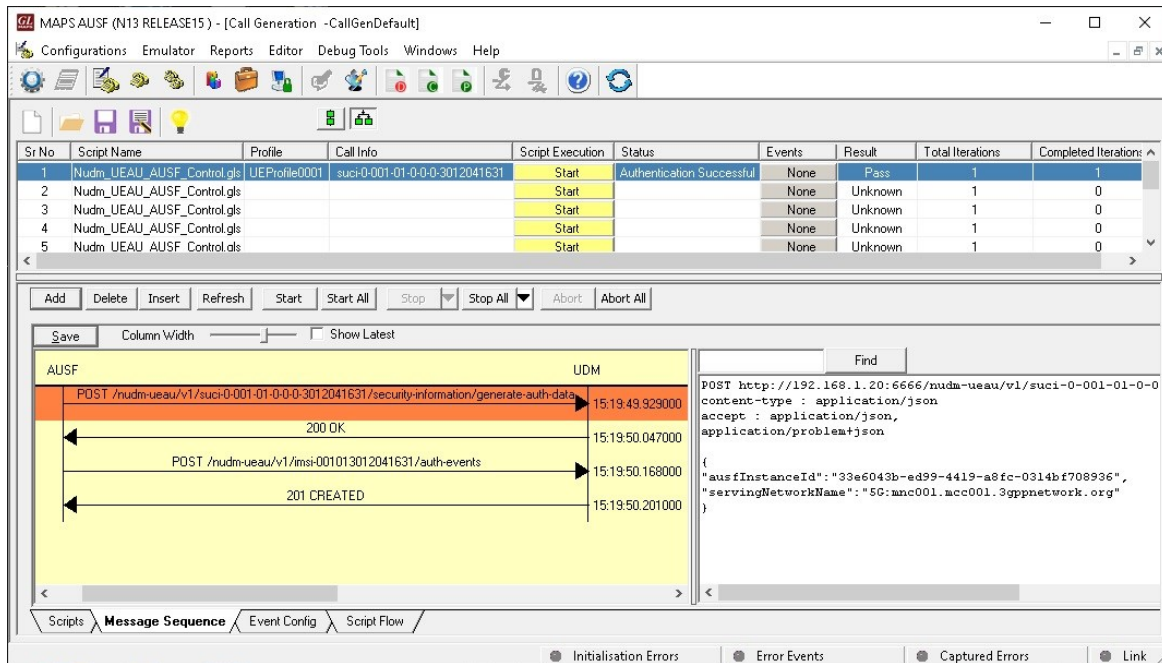 MAPS AUSF (N13 RELEASE15 ) - [Call Generation -CallGenDefault]
Configurations Emulator Reports Editor Debug Tools Windows Help
Sr No Script Name Profile Call Info Script Execution Status Events Result Total Iterations Completed Iterations
1 Nudm_UEAU_AUSF_Control.gls UEProfile0001 suci-0-001-01-0-0-0-3012041631 Start Authentication Successful None Pass 1 1
2 Nudm_UEAU_AUSF_Control.gls Start None Unknown 1 0
3 Nudm_UEAU_AUSF_Control.gls Start None Unknown 1 0
4 Nudm_UEAU_AUSF_Control.gls Start None Unknown 1 0
5 Nudm_UEAU_AUSF_Control.gls Start None Unknown 1 0
Add Delete Insert Refresh Start Start All Stop Stop All Abort Abort All
Save Column Width Show Latest
Find
AUSF UDM
POST /nudm-ueau/v1/suci-0-001-01-0-0-0-3012041631/security-information/generate-auth-data
15:19:49.929000
200 OK
15:19:50.047000
POST /nudm-ueau/v1/imsi-001013012041631/auth-events
15:19:50.168000
201 CREATED
15:19:50.201000
POST http://192.168.1.20:6666/nudm-ueau/v1/suci-0-001-01-0-0
content-type : application/json
accept : application/json,
application/problem+json
{
"ausfInstanceId":"33e6043b-ed99-4419-a8fc-0314bf708936",
"servingNetworkName":"5G:mnc001.mcc001.3gppnetwork.org"
}
Scripts Message Sequence Event Config Script Flow
Initialisation Errors Error Events Captured Errors Link